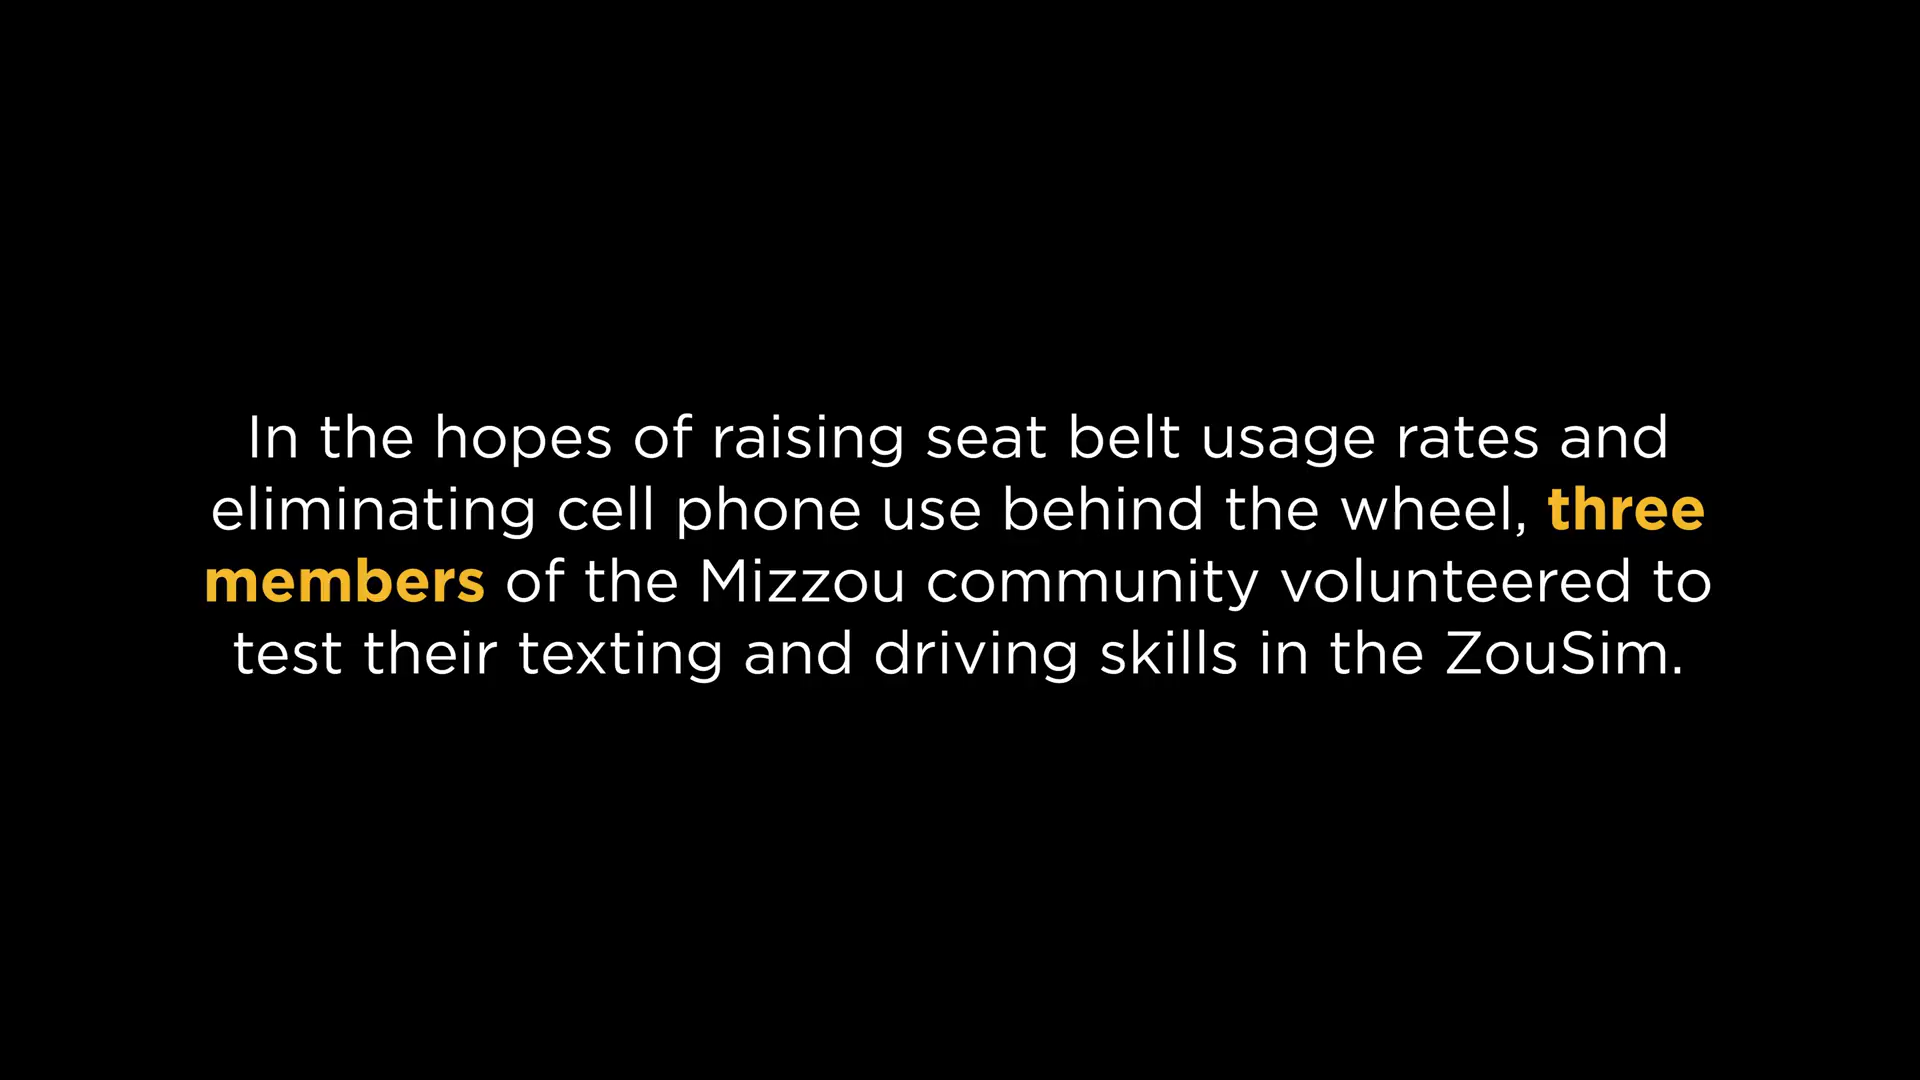 In the hopes of raising seat belt usage rates and
eliminating cell phone use behind the wheel, three
members of the Mizzou community volunteered to
test their texting and driving skills in the ZouSim.